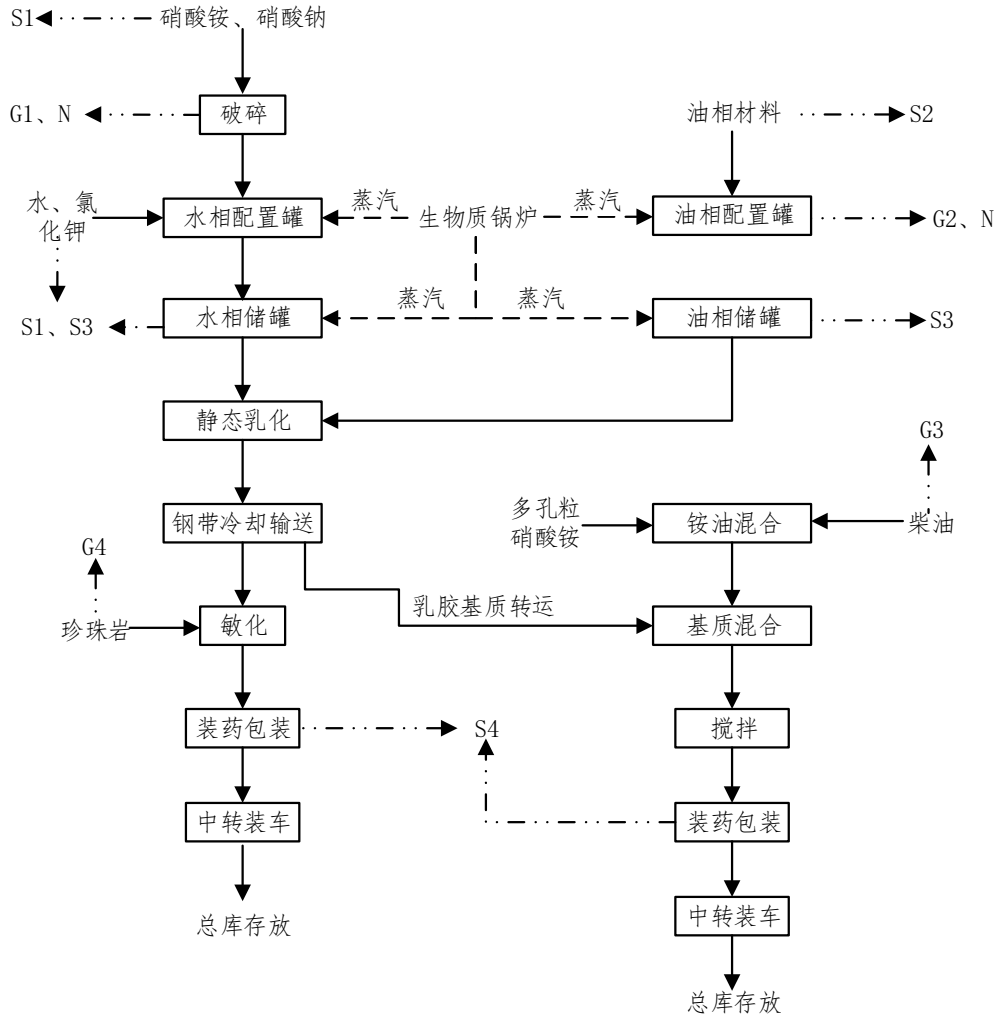 S1
硝酸铵、硝酸钠
G1、N
破碎
油相材料
S2
水、氯
化钾
水相配置罐
蒸汽
生物质锅炉
蒸汽
油相配置罐
G2、N
S1、S3
水相储罐
蒸汽
蒸汽
油相储罐
S3
静态乳化
G3
钢带冷却输送
多孔粒
硝酸铵
铵油混合
柴油
G4
珍珠岩
敏化
乳胶基质转运
基质混合
装药包装
S4
搅拌
中转装车
装药包装
总库存放
中转装车
总库存放